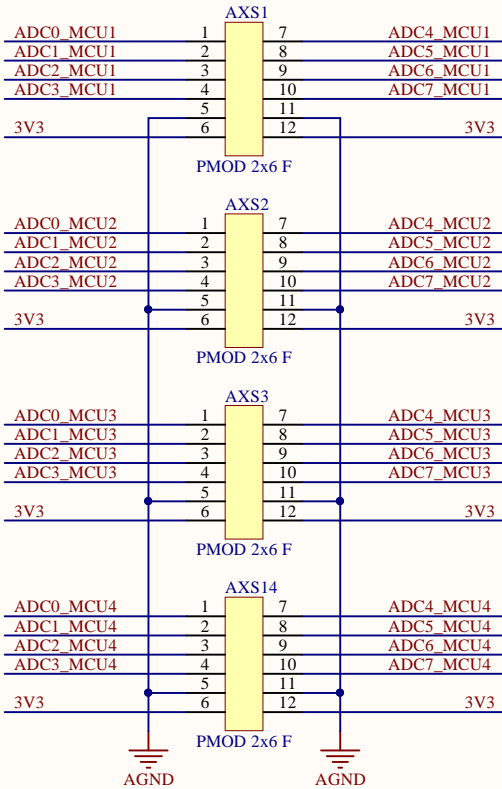 AXS1
ADC0_MCU1 1 7 ADC4_MCU1
ADC1_MCU1 2 8 ADC5_MCU1
ADC2_MCU1 3 9 ADC6_MCU1
ADC3_MCU1 4 10 ADC7_MCU1
5 11
3V3 6 12 3V3
PMOD 2x6 F
AXS2
ADC0_MCU2 1 7 ADC4_MCU2
ADC1_MCU2 2 8 ADC5_MCU2
ADC2_MCU2 3 9 ADC6_MCU2
ADC3_MCU2 4 10 ADC7_MCU2
5 11
3V3 6 12 3V3
PMOD 2x6 F
AXS3
ADC0_MCU3 1 7 ADC4_MCU3
ADC1_MCU3 2 8 ADC5_MCU3
ADC2_MCU3 3 9 ADC6_MCU3
ADC3_MCU3 4 10 ADC7_MCU3
5 11
3V3 6 12 3V3
PMOD 2x6 F
AXS14
ADC0_MCU4 1 7 ADC4_MCU4
ADC1_MCU4 2 8 ADC5_MCU4
ADC2_MCU4 3 9 ADC6_MCU4
ADC3_MCU4 4 10 ADC7_MCU4
5 11
3V3 6 12 3V3
PMOD 2x6 F
AGND AGND